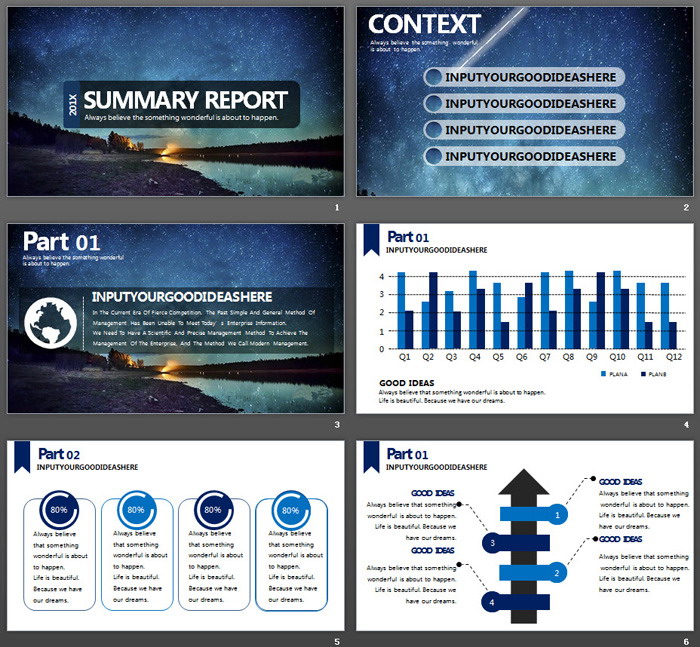 201X
SUMMARY REPORT
Always believe the something wonderful is about to happen.
1
CONTEXT
Always believe the something wonderful
is about to happen.
INPUTYOURGOODIDEASHERE
INPUTYOURGOODIDEASHERE
INPUTYOURGOODIDEASHERE
INPUTYOURGOODIDEASHERE
2
Part 01
Always believe the something wonderful
is about to happen.
INPUTYOURGOODIDEASHERE
In The Current Era Of Fierce Competition, The Past Simple And General Method Of
Management Has Been Unable To Meet Today's Enterprise Information.
We Need To Have A Scientific And Precise Management Method To Achieve The
Management Of The Enterprise, And The Method We Call Modern Management.
3
Part 01
INPUTYOURGOODIDEASHERE
4
3
2
1
0
Q1 Q2 Q3 Q4 Q5 Q6 Q7 Q8 Q9 Q10 Q11 Q12
PLANA PLANB
GOOD IDEAS
Always believe that something wonderful is about to happen.
Life is beautiful. Because we have our dreams.
4
Part 02
INPUTYOURGOODIDEASHERE
80%
Always believe
that something
wonderful is about
to happen.
Life is beautiful.
Because we have
our dreams.
80%
Always believe
that something
wonderful is about
to happen.
Life is beautiful.
Because we have
our dreams.
80%
Always believe
that something
wonderful is about
to happen.
Life is beautiful.
Because we have
our dreams.
80%
Always believe
that something
wonderful is about
to happen.
Life is beautiful.
Because we have
our dreams.
5
Part 01
INPUTYOURGOODIDEASHERE
GOOD IDEAS
Always believe that something
wonderful is about to happen.
Life is beautiful. Because we
have our dreams.
GOOD IDEAS
Always believe that something
wonderful is about to happen.
Life is beautiful. Because we
have our dreams.
1
3
2
4
GOOD IDEAS
Always believe that something
wonderful is about to happen.
Life is beautiful. Because we
have our dreams.
GOOD IDEAS
Always believe that something
wonderful is about to happen.
Life is beautiful. Because we
have our dreams.
6